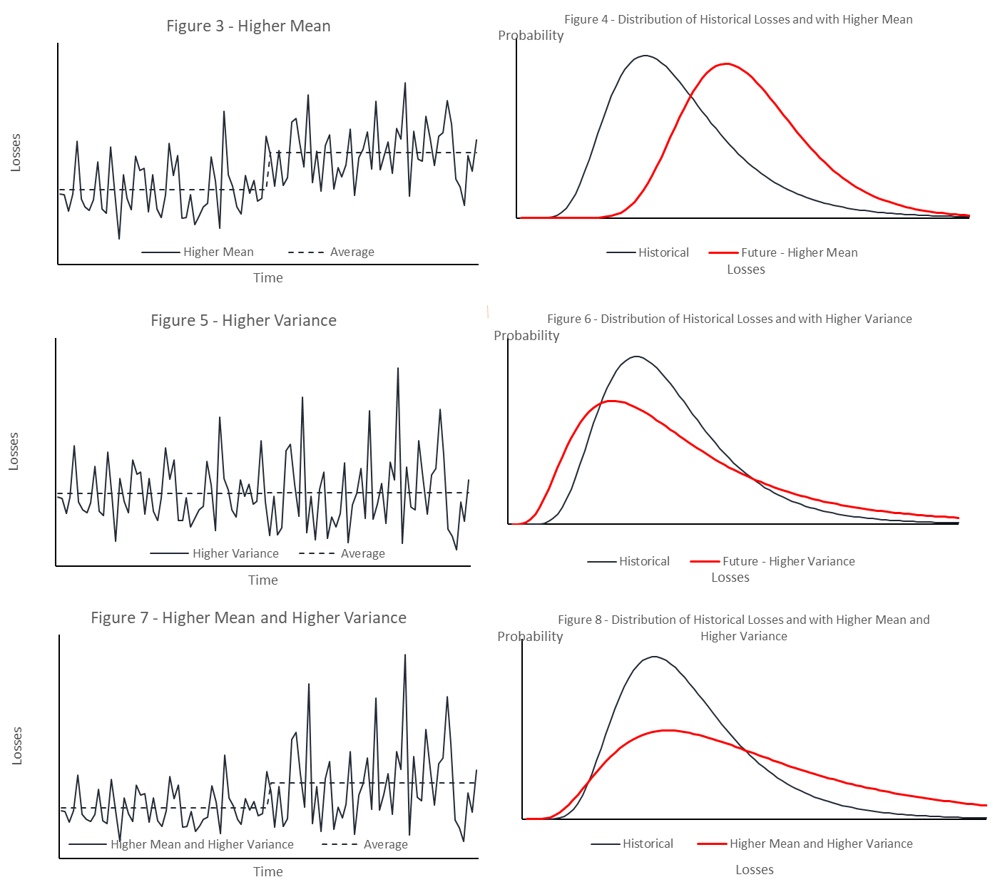 Figure 3 - Higher Mean
Losses
Higher Mean
Average
Time
Figure 4 - Distribution of Historical Losses and with Higher Mean
Probability
Historical
Future - Higher Mean
Losses
Figure 5 - Higher Variance
Losses
Higher Variance
Average
Time
Figure 6 - Distribution of Historical Losses and with Higher Variance
Probability
Historical
Future - Higher Variance
Losses
Figure 7 - Higher Mean and Higher Variance
Losses
Higher Mean and Higher Variance
Average
Time
Figure 8 - Distribution of Historical Losses and with Higher Mean and
Higher Variance
Probability
Historical
Higher Mean and Higher Variance
Losses